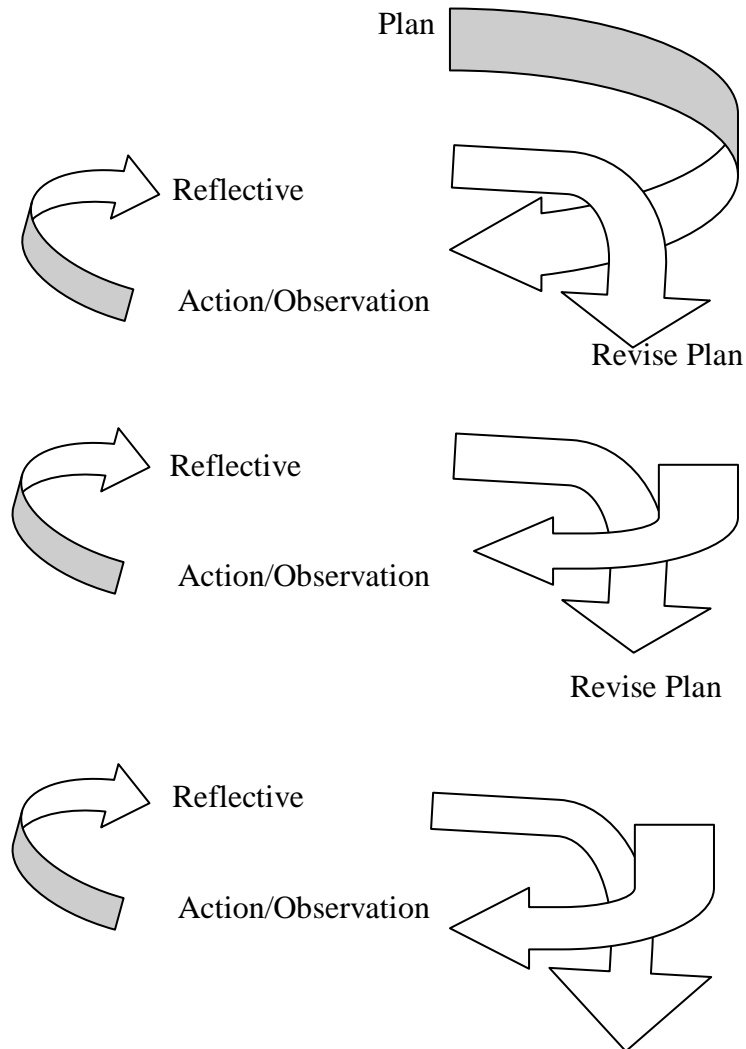 Plan
Reflective
Action/Observation
Revise Plan
Reflective
Action/Observation
Revise Plan
Reflective
Action/Observation